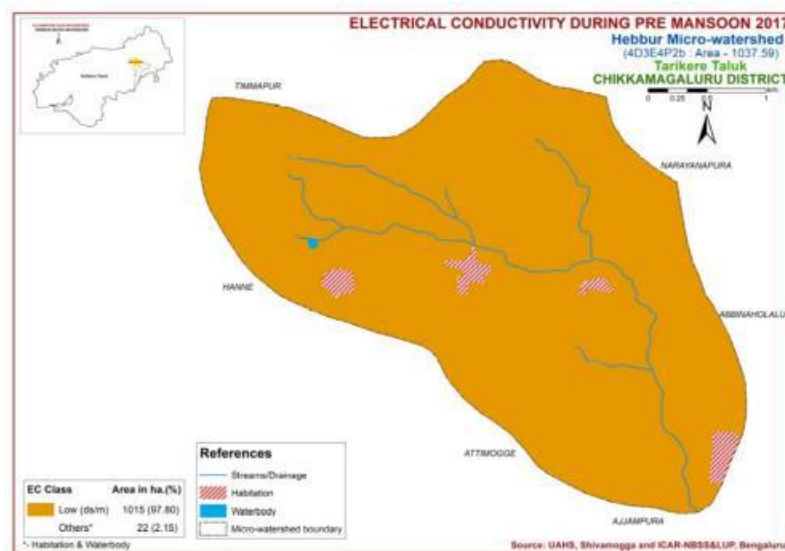 ELECTRICAL CONDUCTIVITY DURING PRE MANSOON 2017
Hebbur Micro-watershed
(4D3E4P2b : Area - 1037.59)
Tarikere Taluk
CHIKKAMAGALURU DISTRICT
0 0.25 0.5 1
N
TIMMAPUR
NARAYANAPURA
HANNE
ABBINAHOLALU
ATTIMOGGE
AJJAMPURA
References
Streams/Drainage
Habitation
Waterbody
Micro-watershed boundary
EC Class Area in ha.(%)
Low (ds/m) 1015 (97.80)
Others* 22 (2.15)
*- Habitation & Waterbody
Source: UAHS, Shivamogga and ICAR-NBSS&LUP, Bengaluru